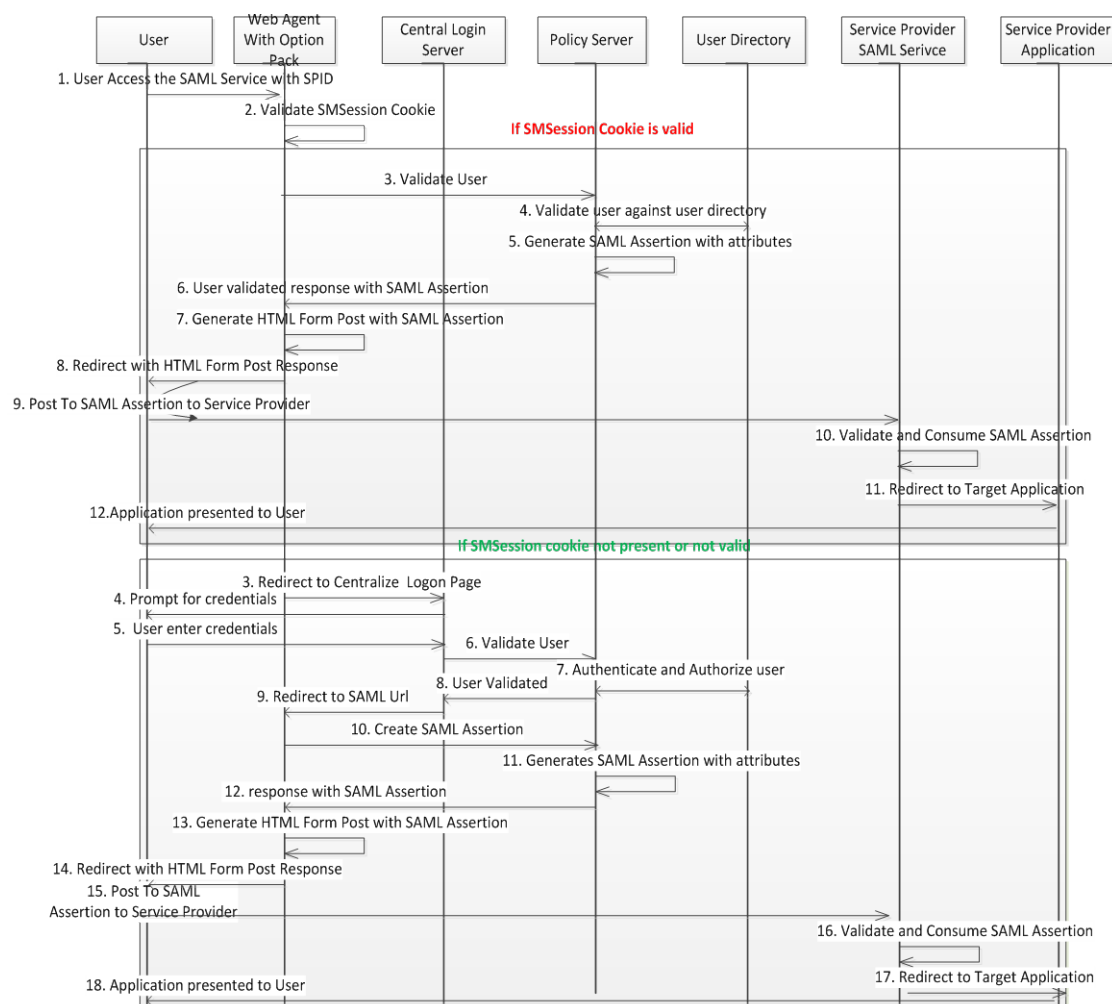 User
Web Agent
With Option
Pack
Central Login
Server
Policy Server
User Directory
Service Provider
SAML Serivce
Service Provider
Application
1. User Access the SAML Service with SPID
2. Validate SMSession Cookie
If SMSession Cookie is valid
3. Validate User
4. Validate user against user directory
5. Generate SAML Assertion with attributes
6. User validated response with SAML Assertion
7. Generate HTML Form Post with SAML Assertion
8. Redirect with HTML Form Post Response
9. Post To SAML Assertion to Service Provider
10. Validate and Consume SAML Assertion
11. Redirect to Target Application
12.Application presented to User
If SMSession cookie not present or not valid
3. Redirect to Centralize Logon Page
4. Prompt for credentials
5. User enter credentials
6. Validate User
7. Authenticate and Authorize user
8. User Validated
9. Redirect to SAML Url
10. Create SAML Assertion
11. Generates SAML Assertion with attributes
12. response with SAML Assertion
13. Generate HTML Form Post with SAML Assertion
14. Redirect with HTML Form Post Response
15. Post To SAML
Assertion to Service Provider
16. Validate and Consume SAML Assertion
17. Redirect to Target Application
18. Application presented to User